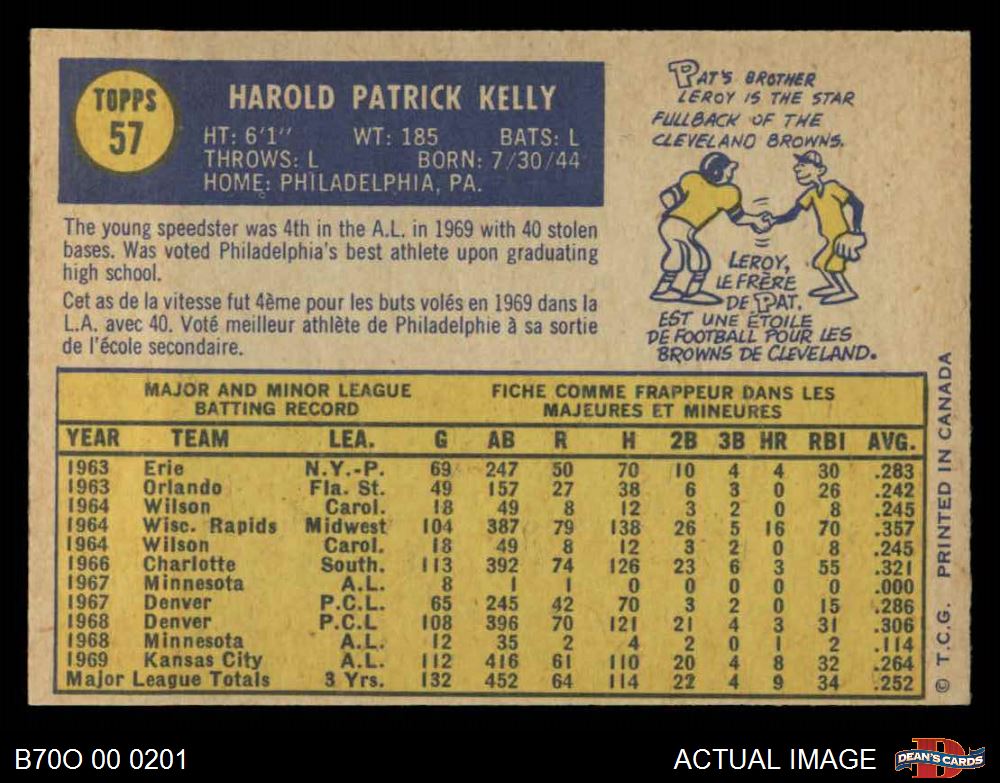 TOPPS
57
HAROLD PATRICK KELLY
HT: 6'1" WT: 185 BATS: L
THROWS: L BORN: 7/30/44
HOME: PHILADELPHIA, PA.
PAT'S BROTHER
LEROY IS THE STAR
FULLBACK OF THE
CLEVELAND BROWNS.
LEROY,
LE FRÈRE
DE PAT,
EST UNE ÉTOILE
DE FOOTBALL POUR LES
BROWNS DE CLEVELAND.
The young speedster was 4th in the A.L. in 1969 with 40 stolen
bases. Was voted Philadelphia's best athlete upon graduating
high school.
Cet as de la vitesse fut 4ème pour les buts volés en 1969 dans la
L.A. avec 40. Voté meilleur athlète de Philadelphie à sa sortie
de l'école secondaire.
MAJOR AND MINOR LEAGUE FICHE COMME FRAPPEUR DANS LES
BATTING RECORD MAJEURES ET MINEURES
YEAR TEAM LEA. G AB R H 2B 3B HR RBI AVG.
1963 Erie N.Y.-P. 69 247 50 70 10 4 4 30 .283
1963 Orlando Fla. St. 49 157 27 38 6 3 0 26 .242
1964 Wilson Carol. 18 49 8 12 3 2 0 8 .245
1964 Wisc. Rapids Midwest 104 387 79 138 26 5 16 70 .357
1964 Wilson Carol. 18 49 8 12 3 2 0 8 .245
1966 Charlotte South. 113 392 74 126 23 6 3 55 .321
1967 Minnesota A.L. 8 1 1 0 0 0 0 0 .000
1967 Denver P.C.L. 65 245 42 70 3 2 0 15 .286
1968 Denver P.C.L 108 396 70 121 21 4 3 31 .306
1968 Minnesota A.L. 12 35 2 4 2 0 1 2 .114
1969 Kansas City A.L. 112 416 61 110 20 4 8 32 .264
Major League Totals 3 Yrs. 132 452 64 114 22 4 9 34 .252
© T.C.G. PRINTED IN CANADA
B70O 00 0201
ACTUAL IMAGE
DEAN'S CARDS